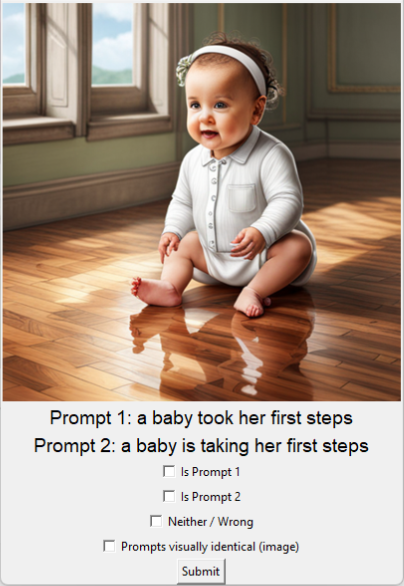 Prompt 1: a baby took her first steps
Prompt 2: a baby is taking her first steps
Is Prompt 1
Is Prompt 2
Neither / Wrong
Prompts visually identical (image)
Submit